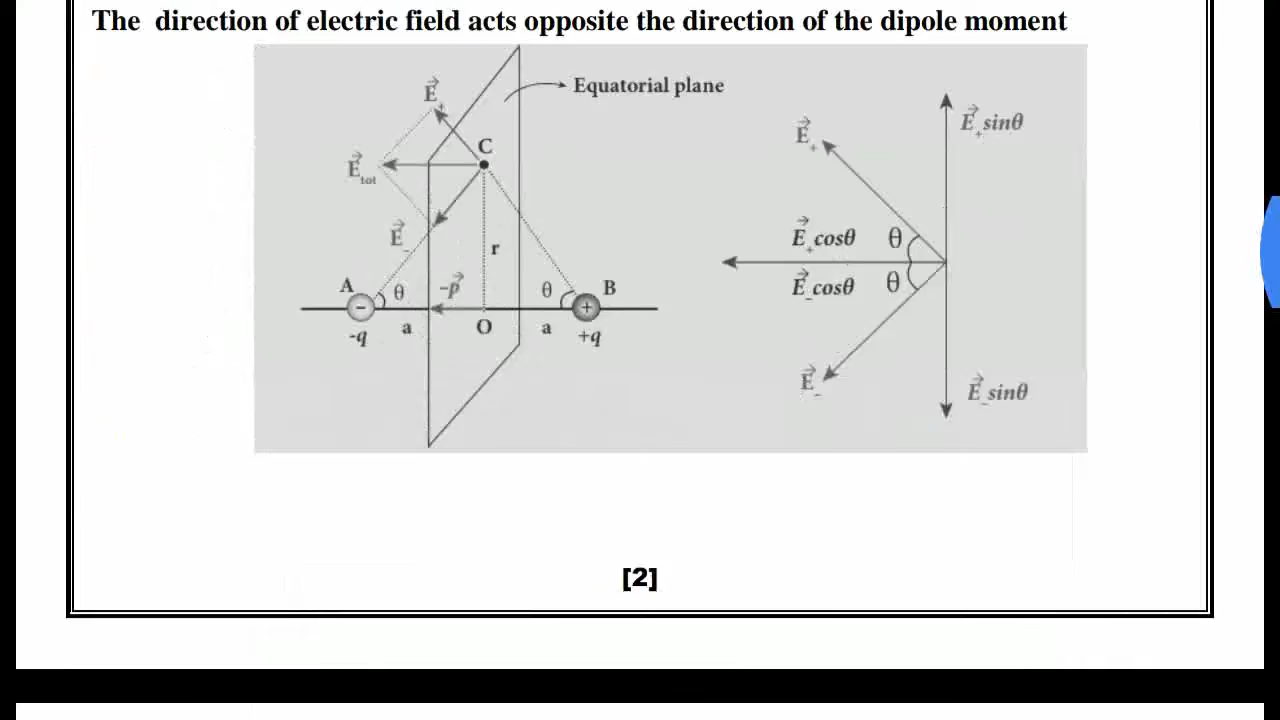 The direction of electric field acts opposite the direction of the dipole moment
Equatorial plane
E⃗₊
C
E⃗tot
E⃗₋
r
A
θ
-p⃗
θ
B
−
+
a
O
a
-q
+q
E⃗₊sinθ
E⃗₊
E⃗₊cosθ
θ
E⃗₋cosθ
θ
E⃗₋
E⃗₋sinθ
[2]